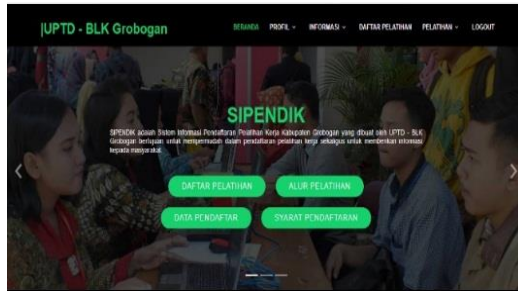 |UPTD - BLK Grobogan
BERANDA PROFIL INFORMASI DAFTAR PELATIHAN PELATIHAN LOGOUT
SIPENDIK
SIPENDIK adalah Sistem Informasi Pendaftaran Pelatihan Kerja Kabupaten Grobogan yang dibuat oleh UPTD - BLK
Grobogan bertujuan untuk mempermudah dalam pendaftaran pelatihan kerja sekaligus untuk memberikan informasi
kepada masyarakat.
DAFTAR PELATIHAN ALUR PELATIHAN
DATA PENDAFTAR SYARAT PENDAFTARAN